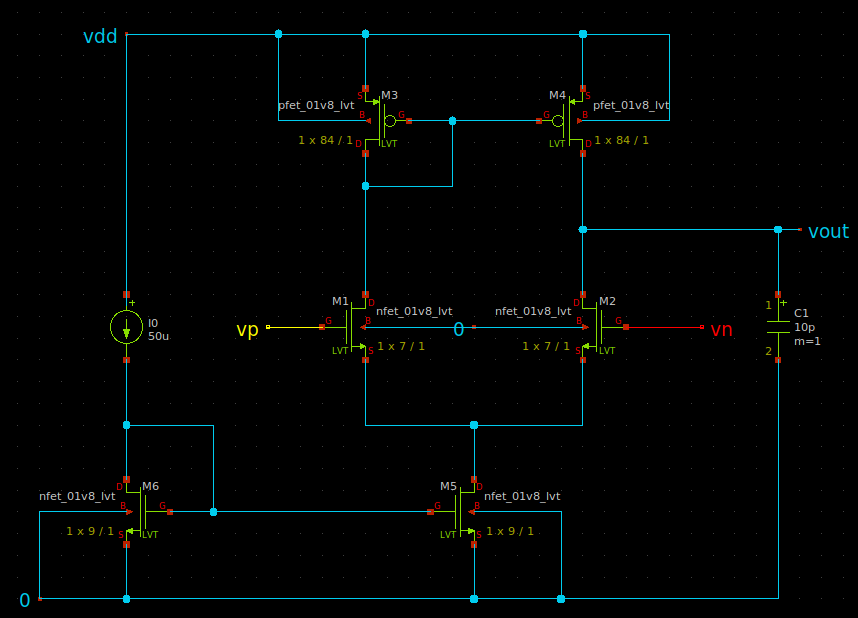 vdd
S
M3
M4
S
pfet_01v8_lvt
B
G
G
B
pfet_01v8_lvt
1 x 84 / 1
D
LVT
LVT
D
1 x 84 / 1
vout
+
I0
50u
M1
D
nfet_01v8_lvt
nfet_01v8_lvt
D
M2
1
+
C1
10p
m=1
2
vp
G
B
0
B
G
vn
LVT
S
1 x 7 / 1
1 x 7 / 1
S
LVT
D
M6
M5
D
nfet_01v8_lvt
B
G
G
B
nfet_01v8_lvt
1 x 9 / 1
S
LVT
LVT
S
1 x 9 / 1
0